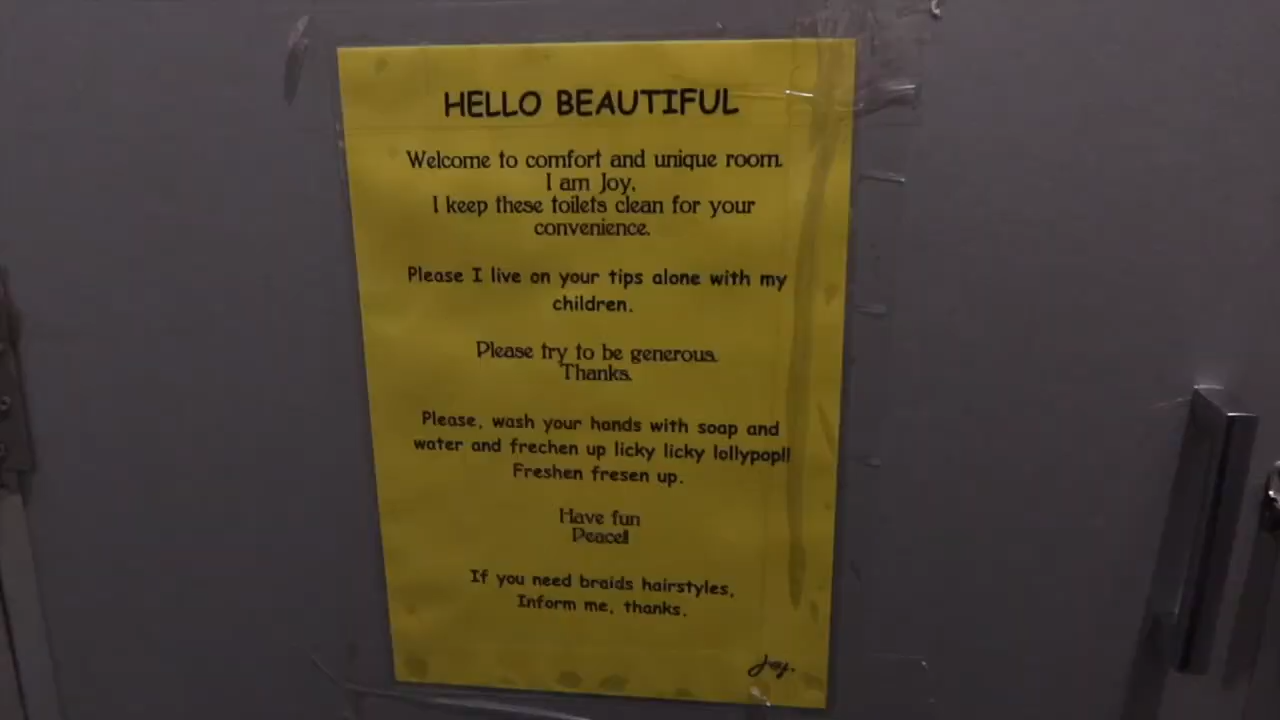 HELLO BEAUTIFUL
Welcome to comfort and unique room.
I am Joy,
I keep these toilets clean for your
convenience.
Please I live on your tips alone with my
children.
Please try to be generous.
Thanks.
Please, wash your hands with soap and
water and frechen up licky licky lollypop!!
Freshen fresen up.
Have fun
Peace!!
If you need braids hairstyles,
Inform me, thanks.
Joy.